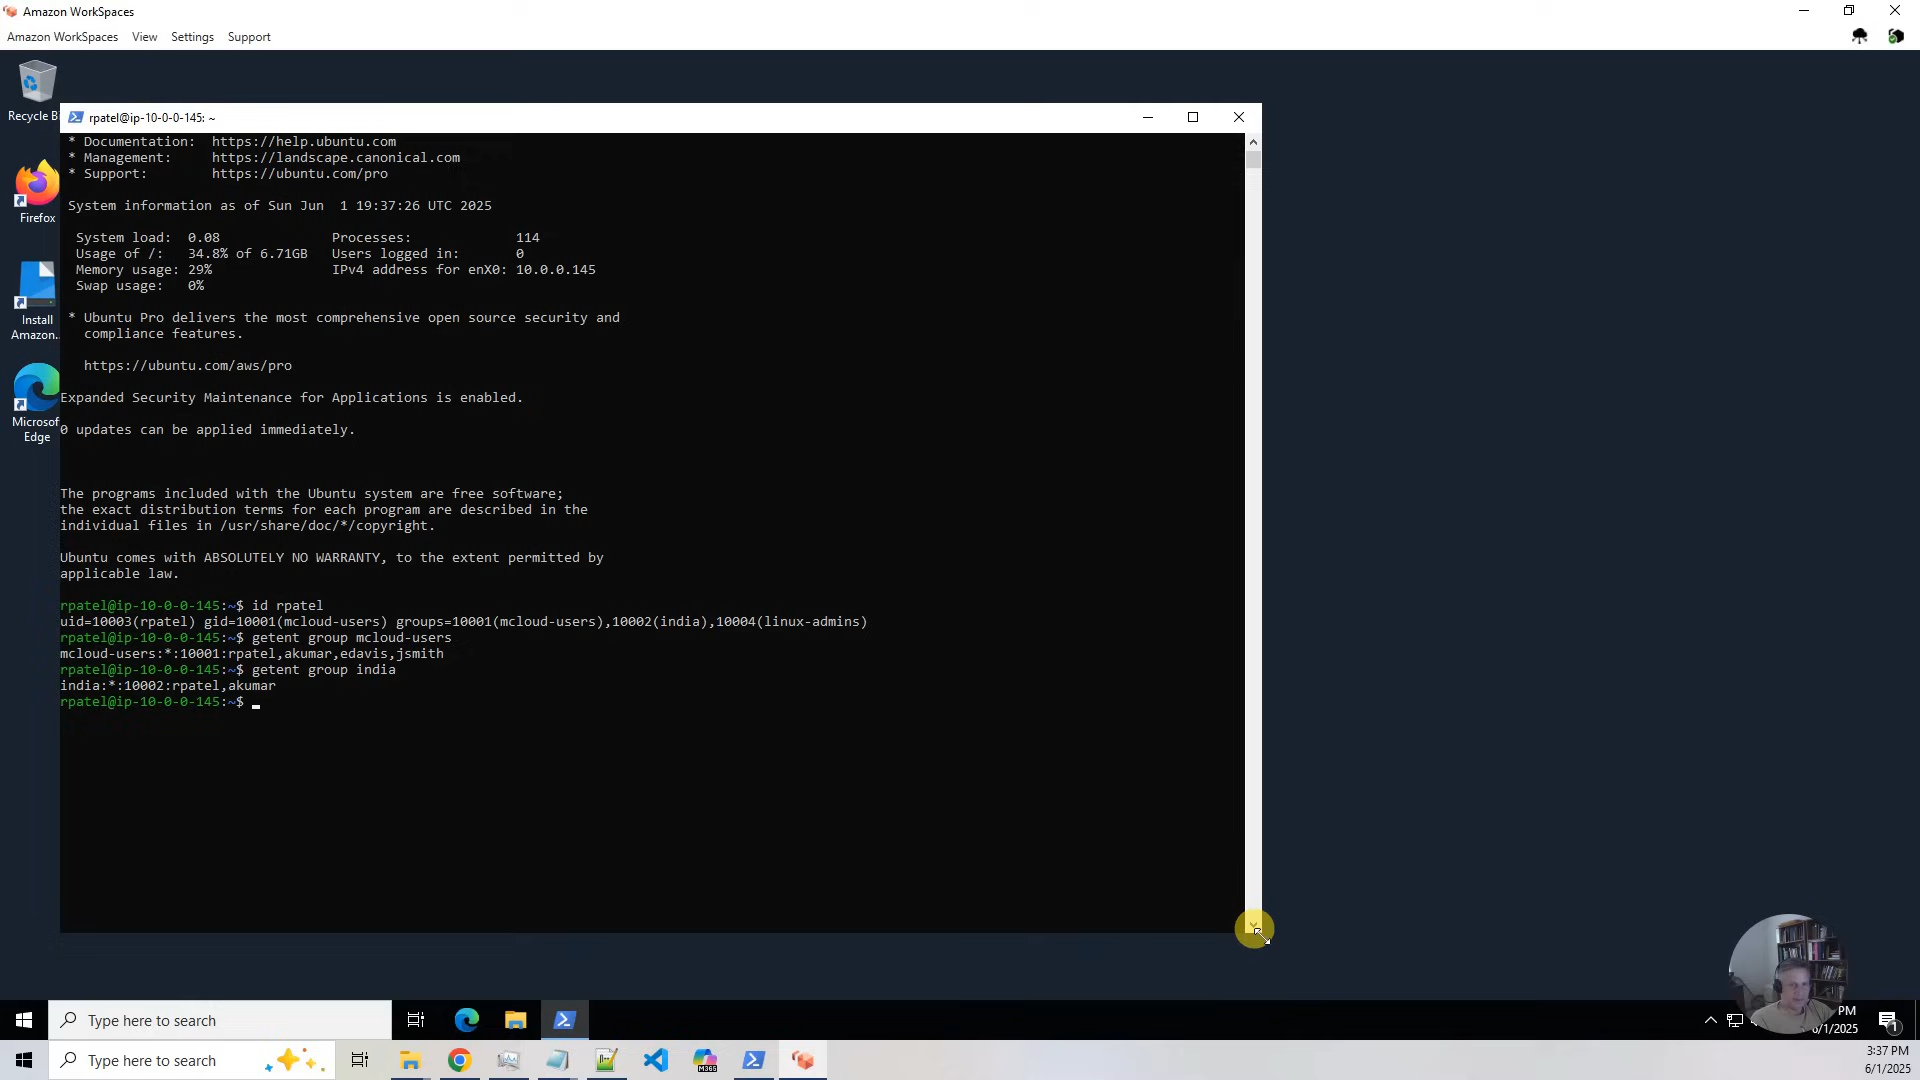 Amazon WorkSpaces
Amazon WorkSpaces View Settings Support
Recycle Bi
Firefox
Install
Amazon...
Microsof
Edge
rpatel@ip-10-0-0-145: ~
* Documentation: https://help.ubuntu.com
* Management: https://landscape.canonical.com
* Support: https://ubuntu.com/pro
System information as of Sun Jun 1 19:37:26 UTC 2025
System load: 0.08 Processes: 114
Usage of /: 34.8% of 6.71GB Users logged in: 0
Memory usage: 29% IPv4 address for enX0: 10.0.0.145
Swap usage: 0%
* Ubuntu Pro delivers the most comprehensive open source security and
compliance features.
https://ubuntu.com/aws/pro
Expanded Security Maintenance for Applications is enabled.
0 updates can be applied immediately.
The programs included with the Ubuntu system are free software;
the exact distribution terms for each program are described in the
individual files in /usr/share/doc/*/copyright.
Ubuntu comes with ABSOLUTELY NO WARRANTY, to the extent permitted by
applicable law.
rpatel@ip-10-0-0-145:~$ id rpatel
uid=10003(rpatel) gid=10001(mcloud-users) groups=10001(mcloud-users),10002(india),10004(linux-admins)
rpatel@ip-10-0-0-145:~$ getent group mcloud-users
mcloud-users:*:10001:rpatel,akumar,edavis,jsmith
rpatel@ip-10-0-0-145:~$ getent group india
india:*:10002:rpatel,akumar
rpatel@ip-10-0-0-145:~$
Type here to search
PM
6/1/2025
1
Type here to search
M365
3:37 PM
6/1/2025